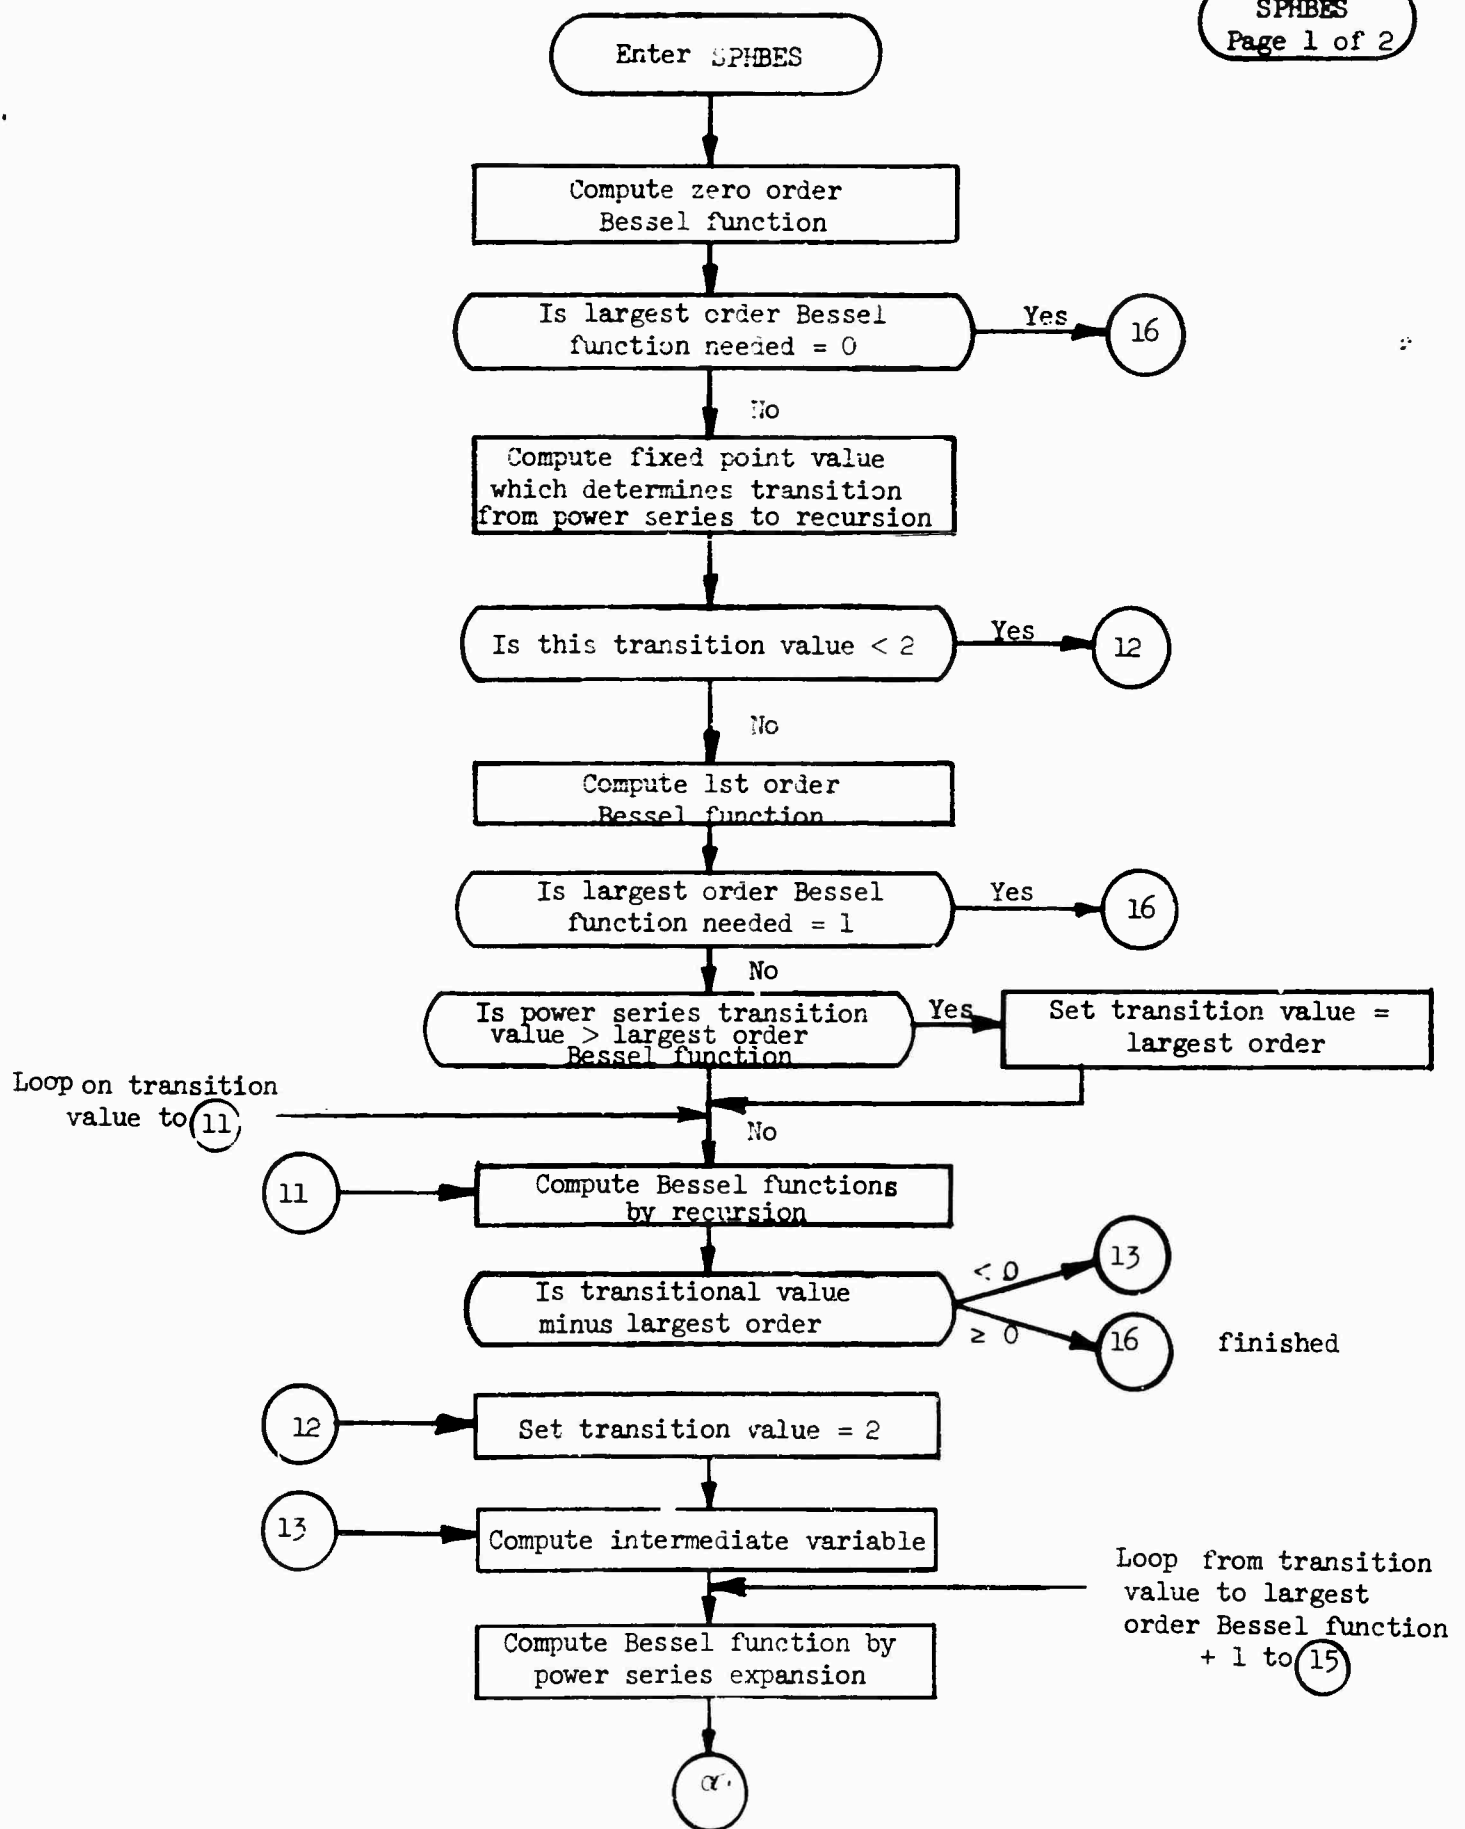 SPHBES
Page 1 of 2
Enter SPHBES
Compute zero order
Bessel function
Is largest order Bessel
function needed = 0
Yes
16
No
Compute fixed point value
which determines transition
from power series to recursion
Is this transition value < 2
Yes
12
No
Compute 1st order
Bessel function
Is largest order Bessel
function needed = 1
Yes
16
No
Is power series transition
value > largest order
Bessel function
Yes
Set transition value =
largest order
Loop on transition
value to 11
No
11
Compute Bessel functions
by recursion
Is transitional value
minus largest order
< 0
13
≥ 0
16
finished
12
Set transition value = 2
13
Compute intermediate variable
Loop from transition
value to largest
order Bessel function
+ 1 to 15
Compute Bessel function by
power series expansion
α